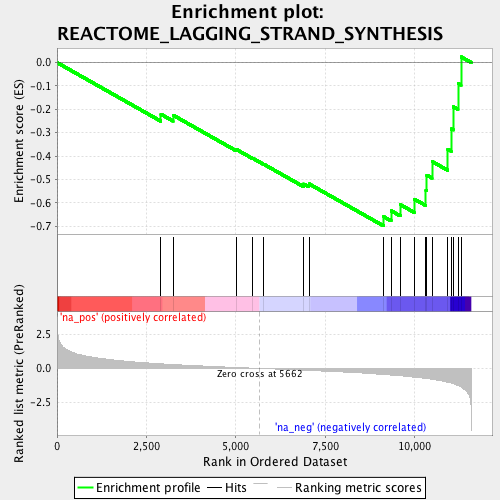 Enrichment plot:
REACTOME_LAGGING_STRAND_SYNTHESIS
Enrichment score (ES)
0.0
-0.1
-0.2
-0.3
-0.4
-0.5
-0.6
-0.7
'na_pos' (positively correlated)
Ranked list metric (PreRanked)
2.5
0.0
-2.5
Zero cross at 5662
'na_neg' (negatively correlated)
0
2,500
5,000
7,500
10,000
Rank in Ordered Dataset
Enrichment profile
Hits
Ranking metric scores